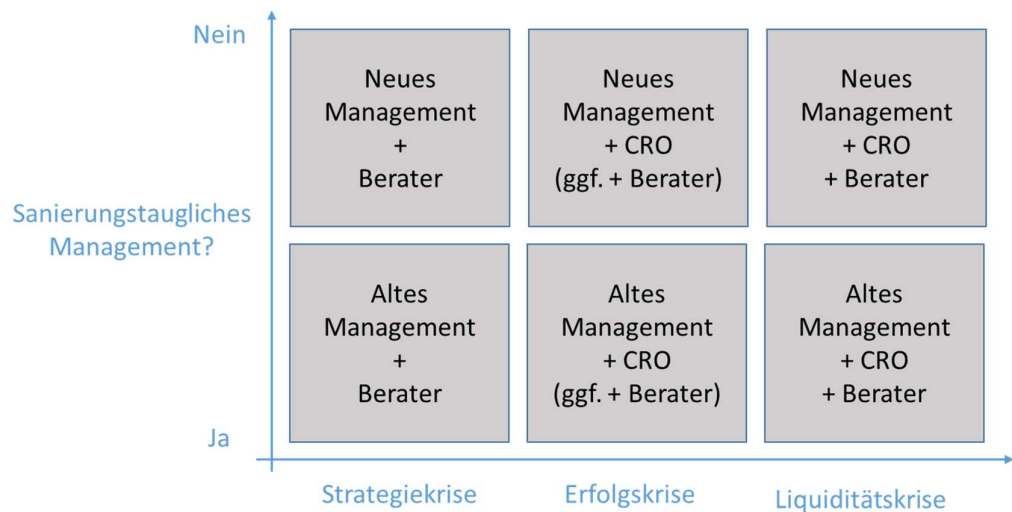 Nein
Neues
Management
+
Berater
Neues
Management
+ CRO
(ggf. + Berater)
Neues
Management
+ CRO
+ Berater
Sanierungstaugliches
Management?
Altes
Management
+
Berater
Altes
Management
+ CRO
(ggf. + Berater)
Altes
Management
+ CRO
+ Berater
Ja
Strategiekrise
Erfolgskrise
Liquiditätskrise